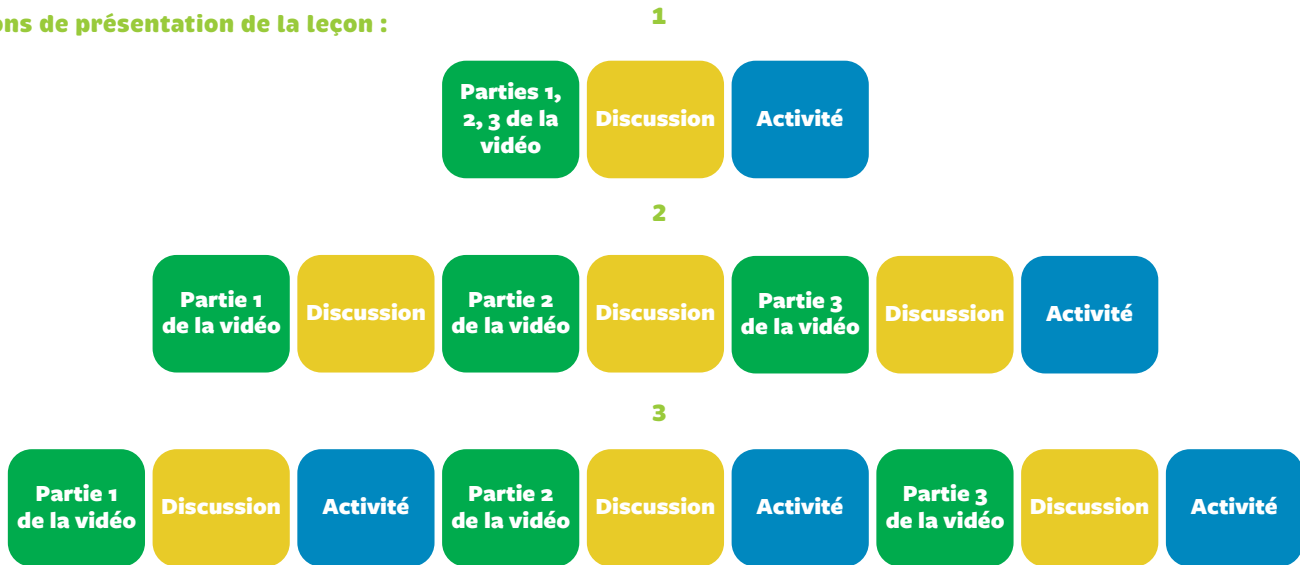 ons de présentation de la leçon :
1
Parties 1,
2, 3 de la
vidéo
Discussion
Activité
2
Partie 1
de la vidéo
Discussion
Partie 2
de la vidéo
Discussion
Partie 3
de la vidéo
Discussion
Activité
3
Partie 1
de la vidéo
Discussion
Activité
Partie 2
de la vidéo
Discussion
Activité
Partie 3
de la vidéo
Discussion
Activité